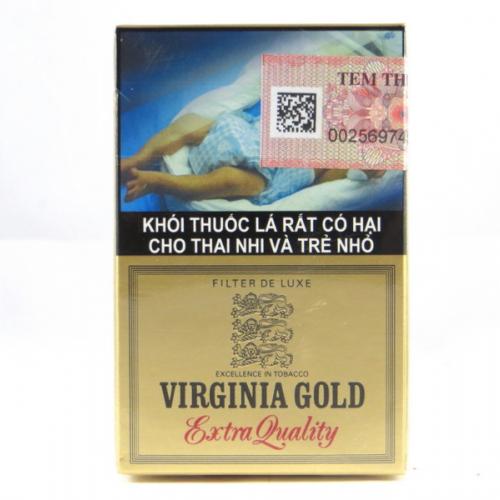 TEM TH
00256974
KHÓI THUỐC LÁ RẤT CÓ HẠI
CHO THAI NHI VÀ TRẺ NHỎ
FILTER DE LUXE
EXCELLENCE IN TOBACCO
VIRGINIA GOLD
Extra Quality